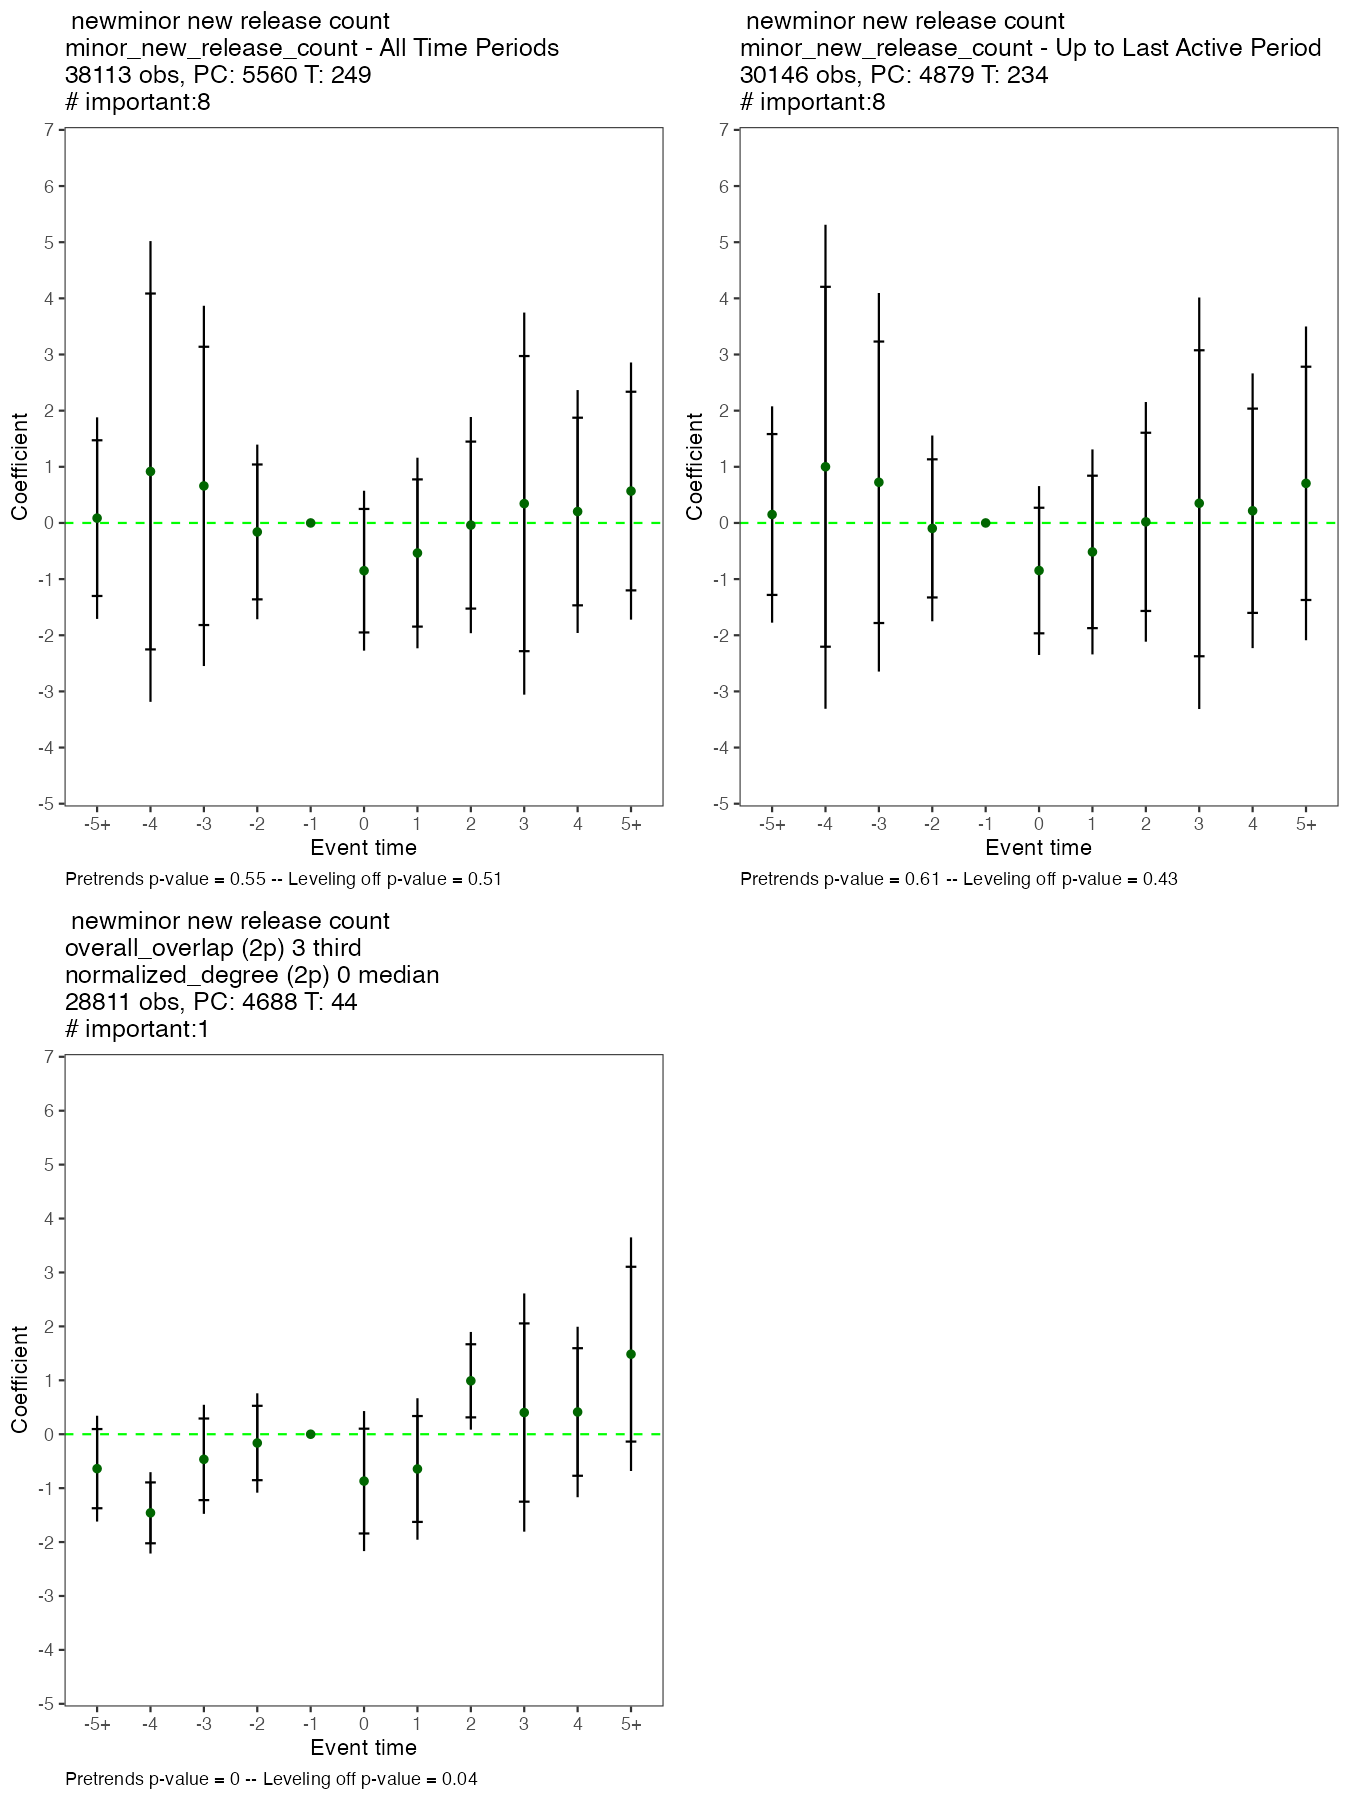 newminor new release count
minor_new_release_count - All Time Periods
38113 obs, PC: 5560 T: 249
# important:8
7
6
5
4
3
2
1
0
-1
-2
-3
-4
-5
Coefficient
-5+ -4 -3 -2 -1 0 1 2 3 4 5+
Event time
Pretrends p-value = 0.55 -- Leveling off p-value = 0.51
newminor new release count
minor_new_release_count - Up to Last Active Period
30146 obs, PC: 4879 T: 234
# important:8
7
6
5
4
3
2
1
0
-1
-2
-3
-4
-5
Coefficient
-5+ -4 -3 -2 -1 0 1 2 3 4 5+
Event time
Pretrends p-value = 0.61 -- Leveling off p-value = 0.43
newminor new release count
overall_overlap (2p) 3 third
normalized_degree (2p) 0 median
28811 obs, PC: 4688 T: 44
# important:1
7
6
5
4
3
2
1
0
-1
-2
-3
-4
-5
Coefficient
-5+ -4 -3 -2 -1 0 1 2 3 4 5+
Event time
Pretrends p-value = 0 -- Leveling off p-value = 0.04